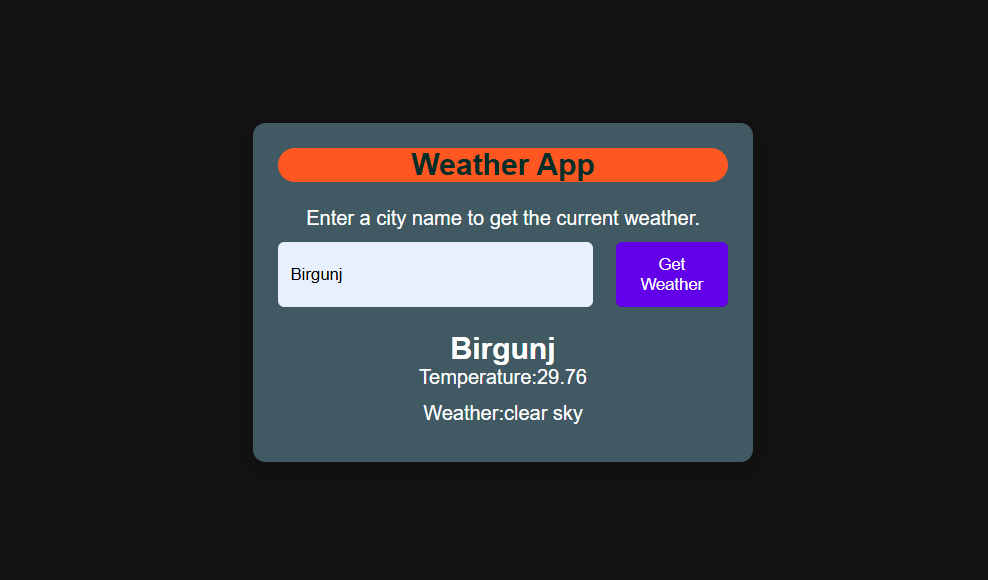 Weather App
Enter a city name to get the current weather.
Birgunj
Get
Weather
Birgunj
Temperature:29.76
Weather:clear sky